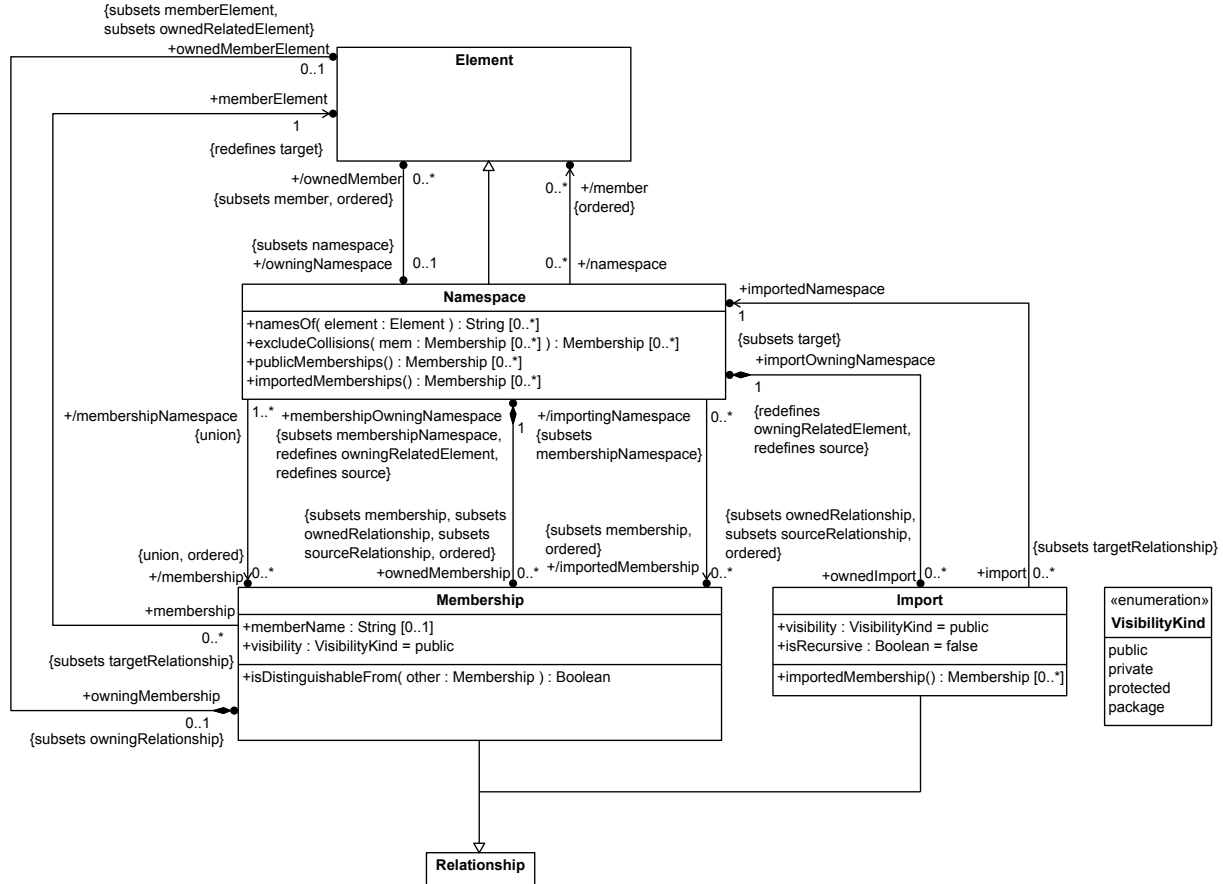 {subsets memberElement,
subsets ownedRelatedElement}
+ownedMemberElement
0..1
Element
+memberElement
1
{redefines target}
+/ownedMember
0..*
{subsets member, ordered}
0..*
+/member
{ordered}
{subsets namespace}
+/owningNamespace
0..1
0..*
+/namespace
Namespace
+namesOf( element : Element ) : String [0..*]
+excludeCollisions( mem : Membership [0..*] ) : Membership [0..*]
+publicMemberships() : Membership [0..*]
+importedMemberships() : Membership [0..*]
+importedNamespace
1
{subsets target}
+importOwningNamespace
1
{redefines
owningRelatedElement,
redefines source}
+/membershipNamespace
1..*
{union}
+membershipOwningNamespace
1
{subsets membershipNamespace,
redefines owningRelatedElement,
redefines source}
+/importingNamespace
0..*
{subsets
membershipNamespace}
{union, ordered}
+/membership
0..*
{subsets membership, subsets
ownedRelationship, subsets
sourceRelationship, ordered}
+ownedMembership
0..*
{subsets membership,
ordered}
+/importedMembership
0..*
{subsets ownedRelationship,
subsets sourceRelationship,
ordered}
+ownedImport
0..*
{subsets targetRelationship}
+import
0..*
+membership
0..*
{subsets targetRelationship}
+owningMembership
0..1
{subsets owningRelationship}
Membership
+memberName : String [0..1]
+visibility : VisibilityKind = public
+isDistinguishableFrom( other : Membership ) : Boolean
Import
+visibility : VisibilityKind = public
+isRecursive : Boolean = false
+importedMembership() : Membership [0..*]
«enumeration»
VisibilityKind
public
private
protected
package
Relationship